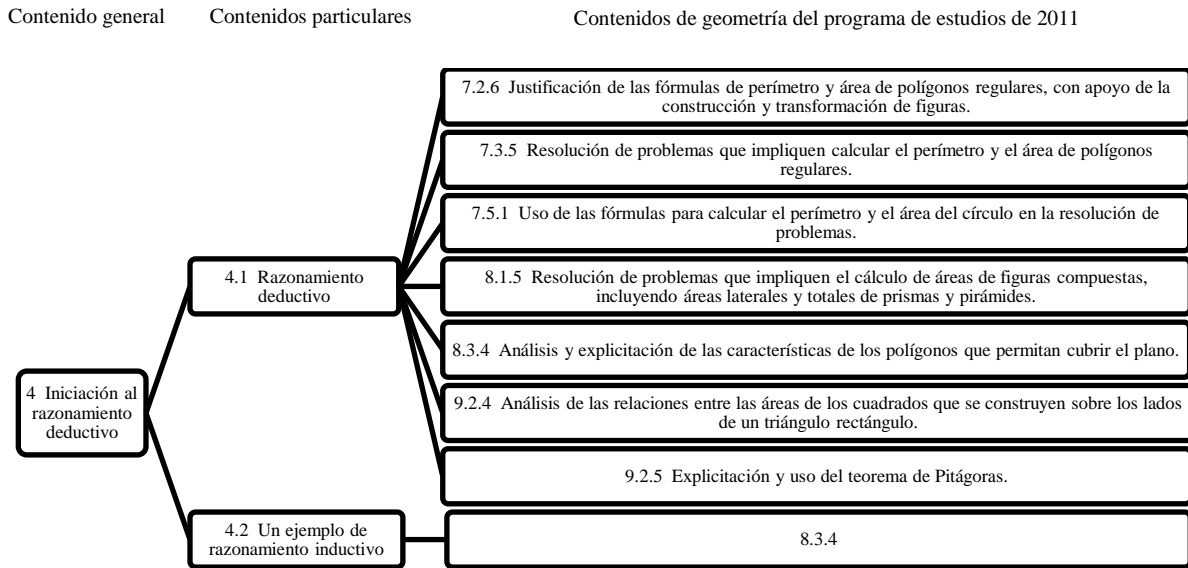 Contenido general
Contenidos particulares
Contenidos de geometría del programa de estudios de 2011
7.2.6 Justificación de las fórmulas de perímetro y área de polígonos regulares, con apoyo de la
construcción y transformación de figuras.
7.3.5 Resolución de problemas que impliquen calcular el perímetro y el área de polígonos
regulares.
7.5.1 Uso de las fórmulas para calcular el perímetro y el área del círculo en la resolución de
problemas.
4.1 Razonamiento
deductivo
8.1.5 Resolución de problemas que impliquen el cálculo de áreas de figuras compuestas,
incluyendo áreas laterales y totales de prismas y pirámides.
8.3.4 Análisis y explicitación de las características de los polígonos que permitan cubrir el plano.
4 Iniciación al
razonamiento
deductivo
9.2.4 Análisis de las relaciones entre las áreas de los cuadrados que se construyen sobre los lados
de un triángulo rectángulo.
9.2.5 Explicitación y uso del teorema de Pitágoras.
4.2 Un ejemplo de
razonamiento inductivo
8.3.4